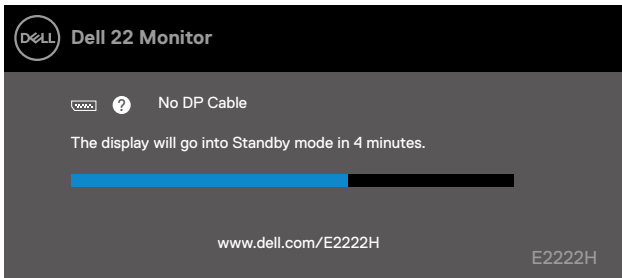 DELL Dell 22 Monitor
? No DP Cable
The display will go into Standby mode in 4 minutes.
www.dell.com/E2222H
E2222H